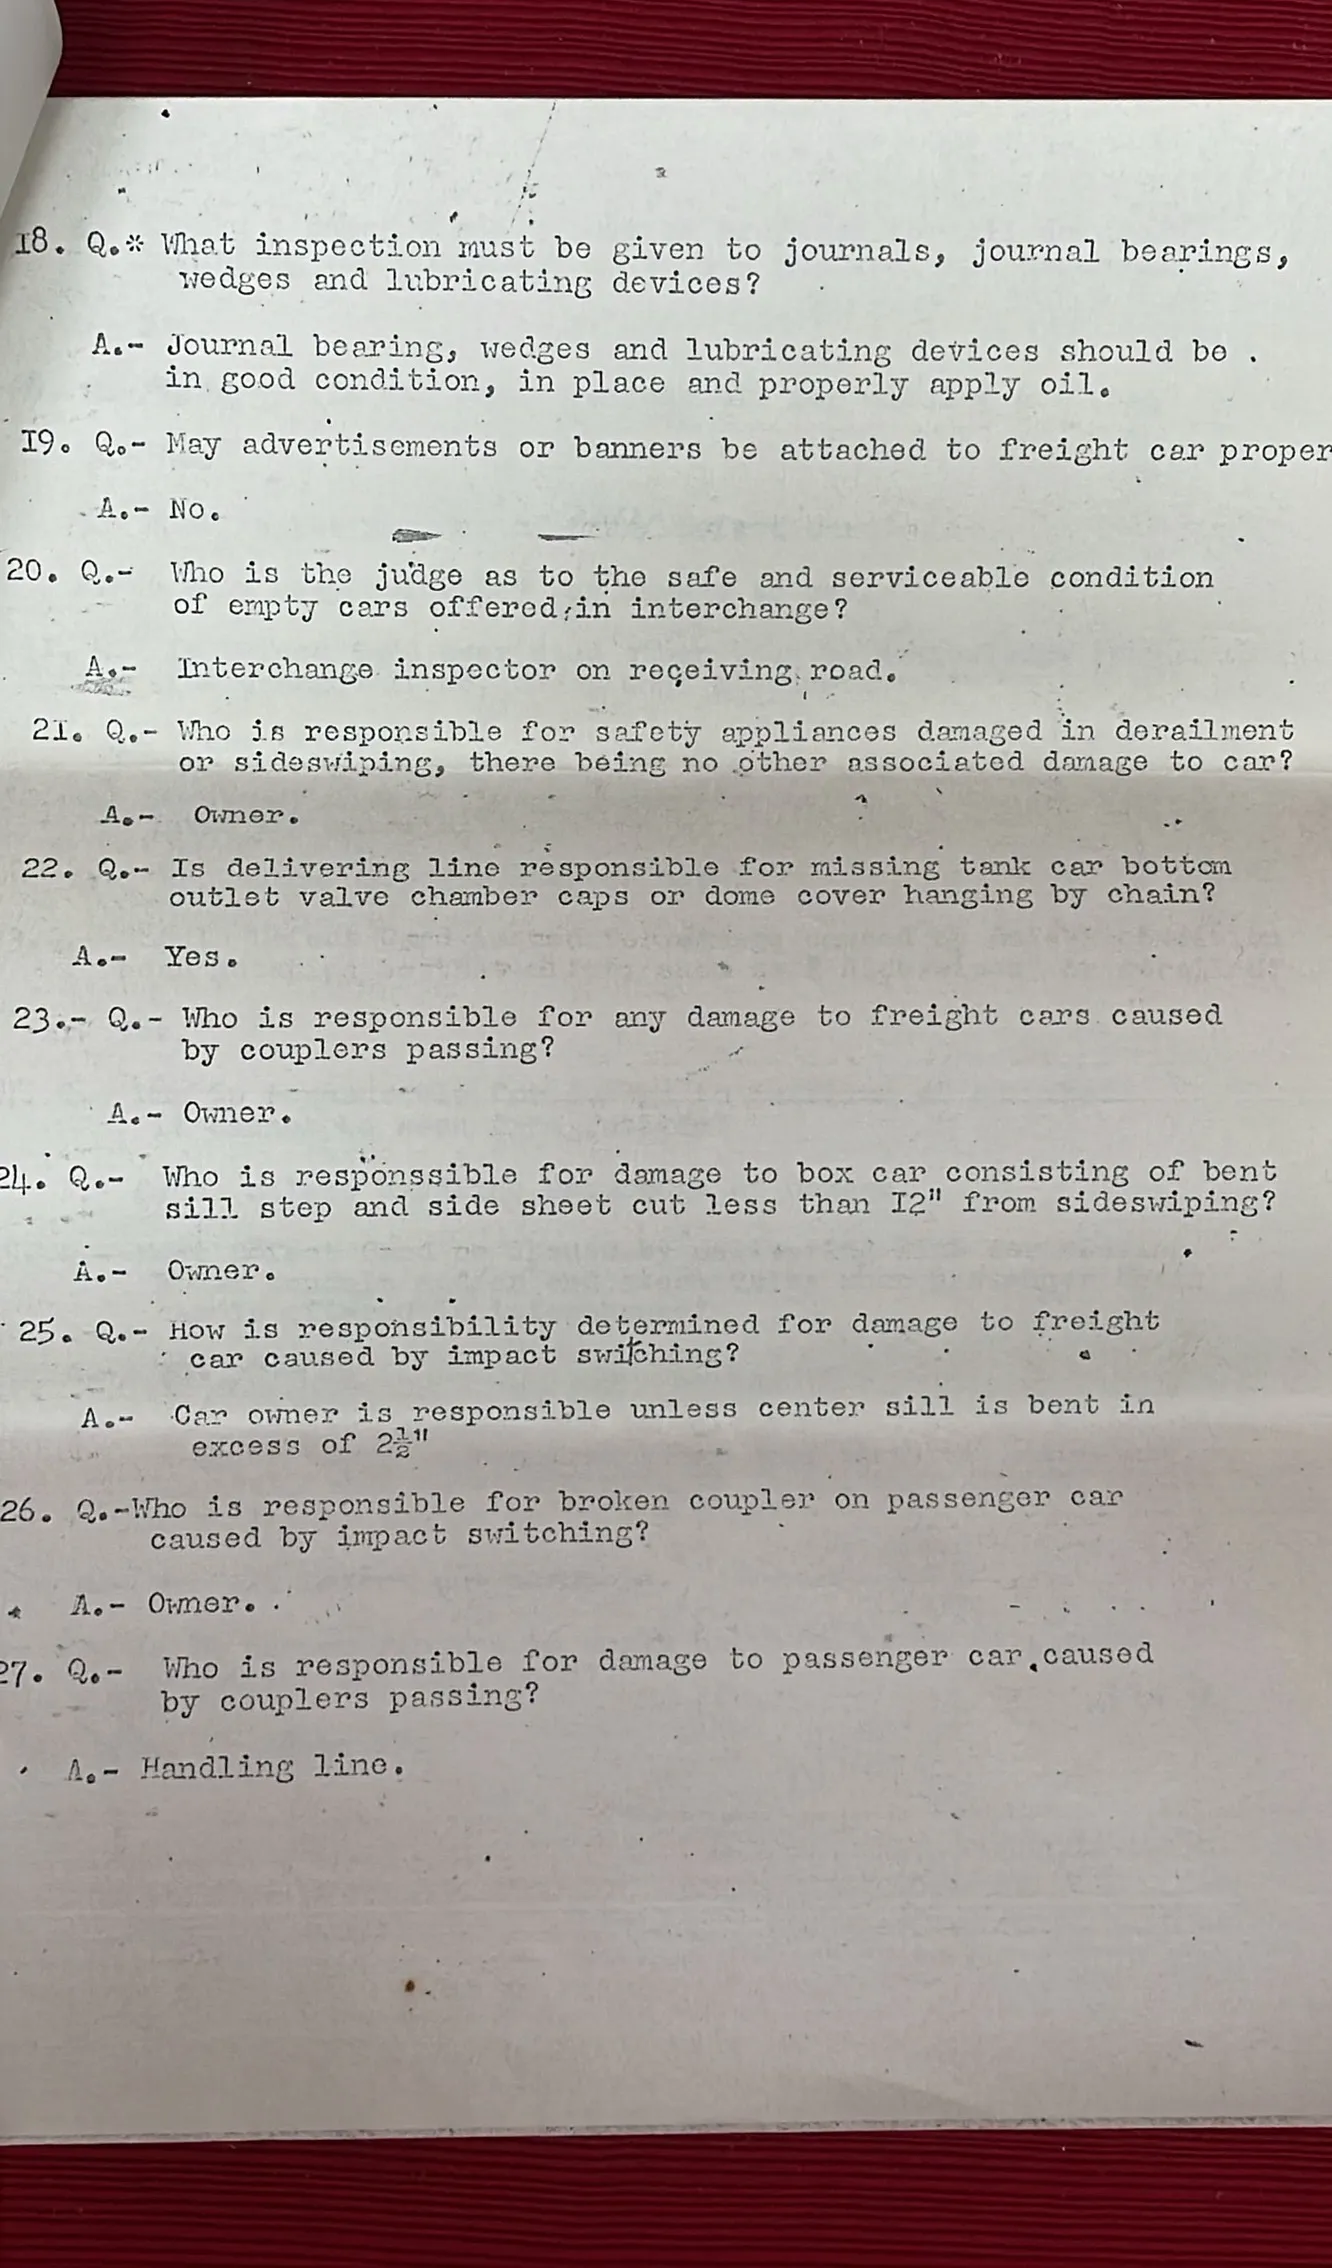 18. Q.* What inspection must be given to journals, journal bearings,
wedges and lubricating devices?
A.- Journal bearing, wedges and lubricating devices should be .
in good condition, in place and properly apply oil.
19. Q.- May advertisements or banners be attached to freight car proper
A.- No.
20. Q.- Who is the judge as to the safe and serviceable condition
of empty cars offered in interchange?
A.- Interchange inspector on receiving road.
21. Q.- Who is responsible for safety appliances damaged in derailment
or sideswiping, there being no other associated damage to car?
A.- Owner.
22. Q.- Is delivering line responsible for missing tank car bottom
outlet valve chamber caps or dome cover hanging by chain?
A.- Yes.
23.- Q.- Who is responsible for any damage to freight cars caused
by couplers passing?
A.- Owner.
24. Q.- Who is responssible for damage to box car consisting of bent
sill step and side sheet cut less than 12" from sideswiping?
A.- Owner.
25. Q.- How is responsibility determined for damage to freight
car caused by impact switching?
A.- Car owner is responsible unless center sill is bent in
excess of 2½"
26. Q.-Who is responsible for broken coupler on passenger car
caused by impact switching?
A.- Owner.
27. Q.- Who is responsible for damage to passenger car caused
by couplers passing?
A.- Handling line.